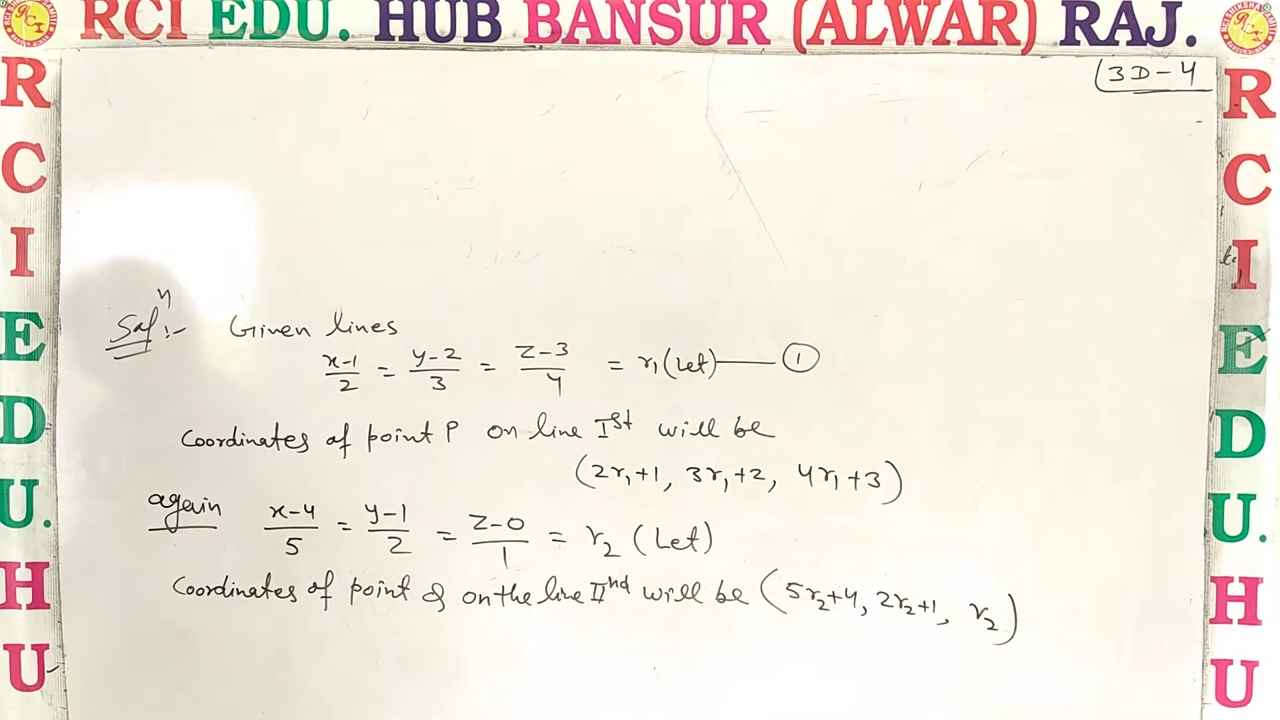 RCI EDU. HUB BANSUR (ALWAR) RAJ.
R
C
I
E
D
U.
H
U
R
C
I
E
D
U.
H
U
3D-4
Solⁿ :- Given lines
x-1/2 = y-2/3 = z-3/4 = r₁ (Let) — ①
Coordinates of point P on line Iˢᵗ will be
(2r₁+1, 3r₁+2, 4r₁+3)
again x-4/5 = y-1/2 = z-0/1 = r₂ (Let)
Coordinates of point Q on the line IIⁿᵈ will be (5r₂+4, 2r₂+1, r₂)